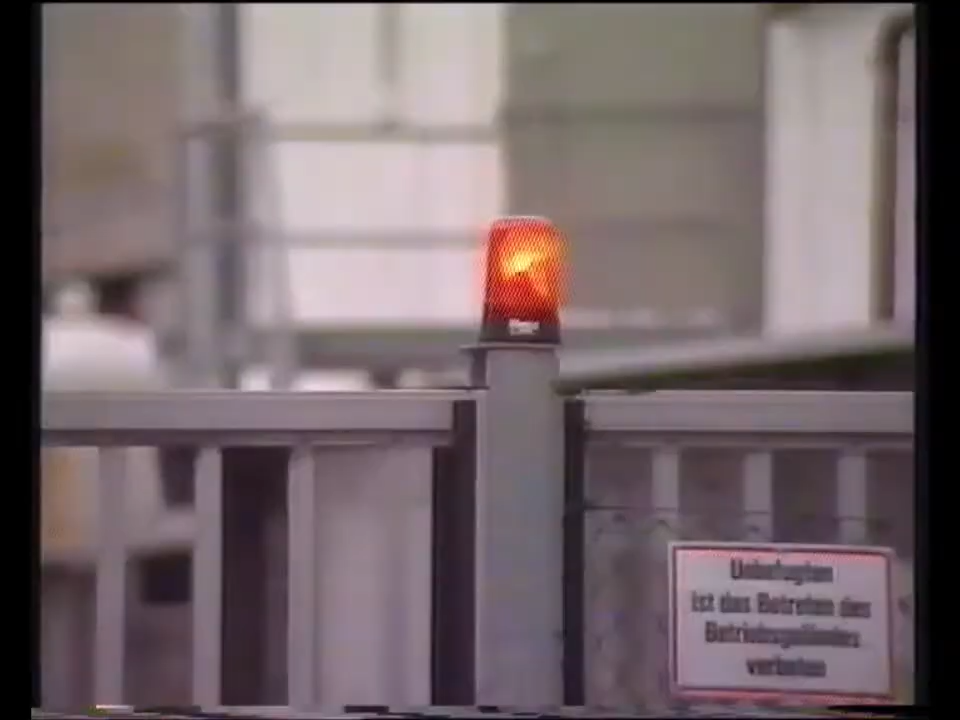 Unbefugten
ist das Betreten des
Betriebsgeländes
verboten